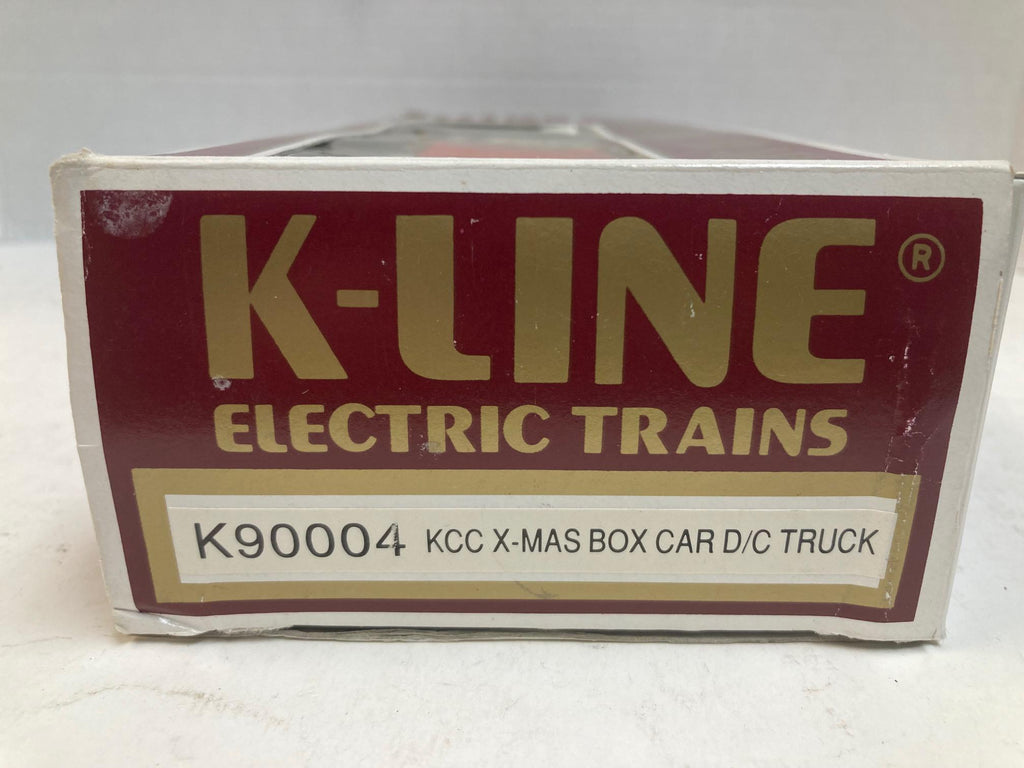 K-LINE®
ELECTRIC TRAINS
K90004 KCC X-MAS BOX CAR D/C TRUCK